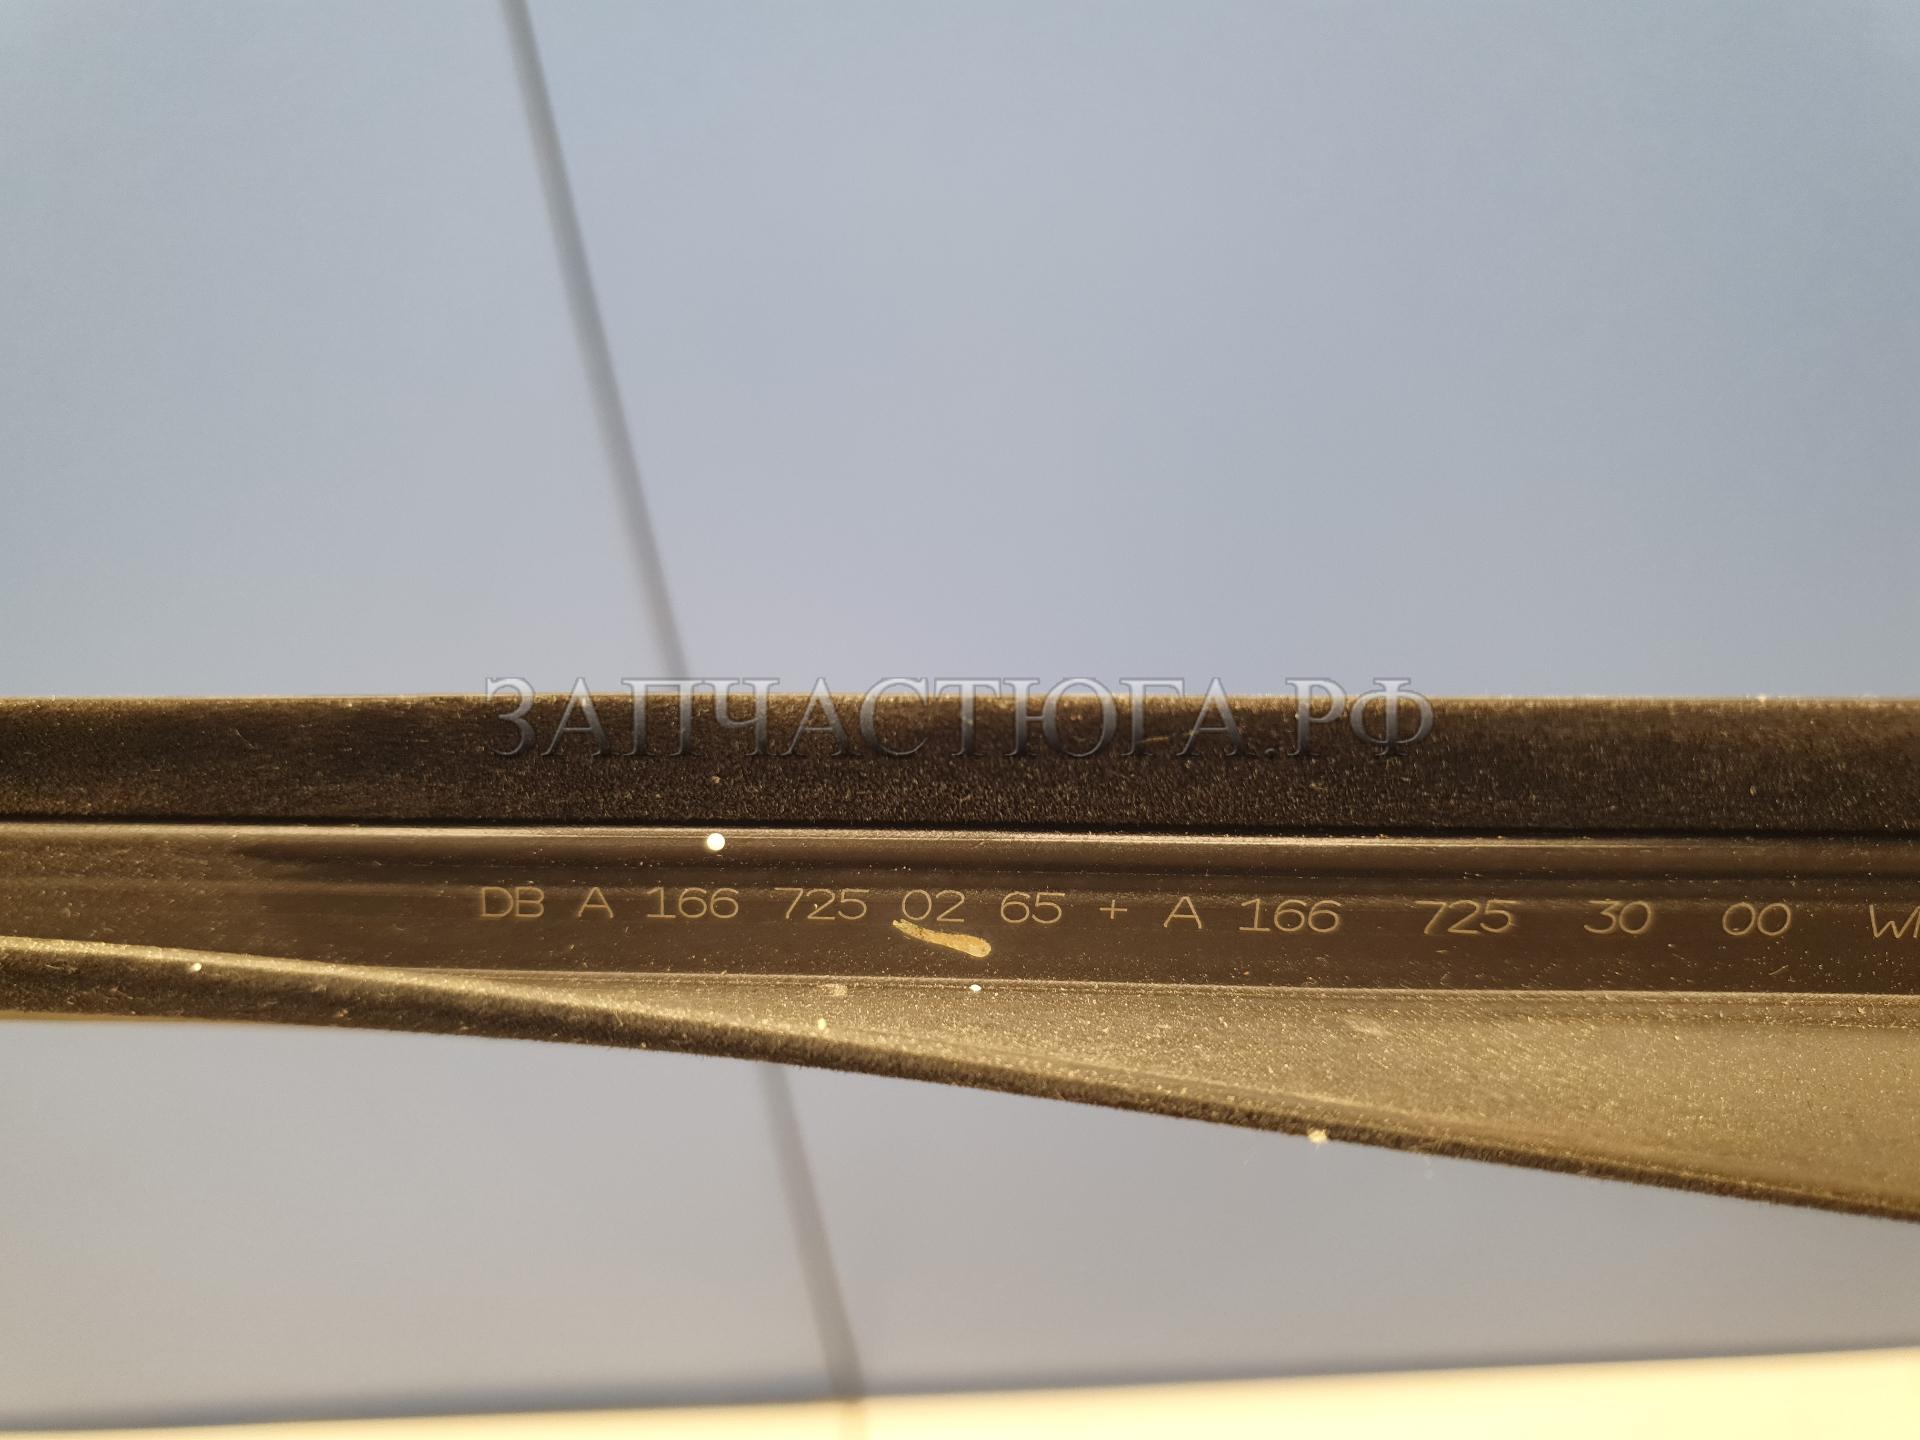 ЗАПЧАСТЮГА.РФ
DB A 166 725 02 65 + A 166 725 30 00